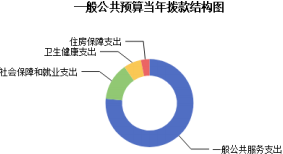 一般公共预算当年拨款结构图
住房保障支出
卫生健康支出
社会保障和就业支出
一般公共服务支出